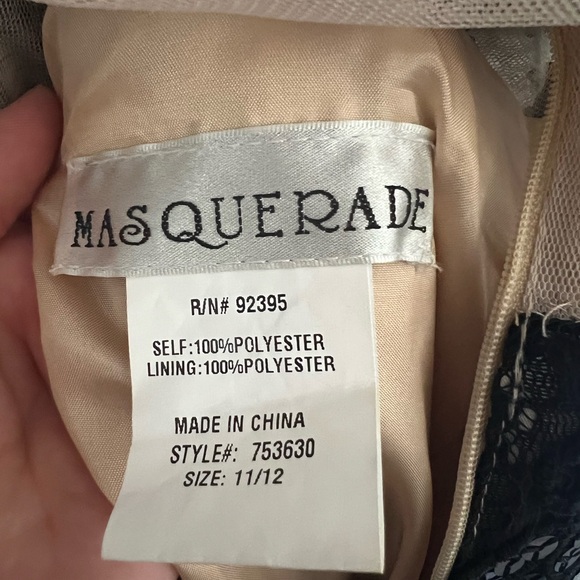 MASQUERADE
R/N# 92395
SELF:100%POLYESTER
LINING:100%POLYESTER
MADE IN CHINA
STYLE#: 753630
SIZE: 11/12